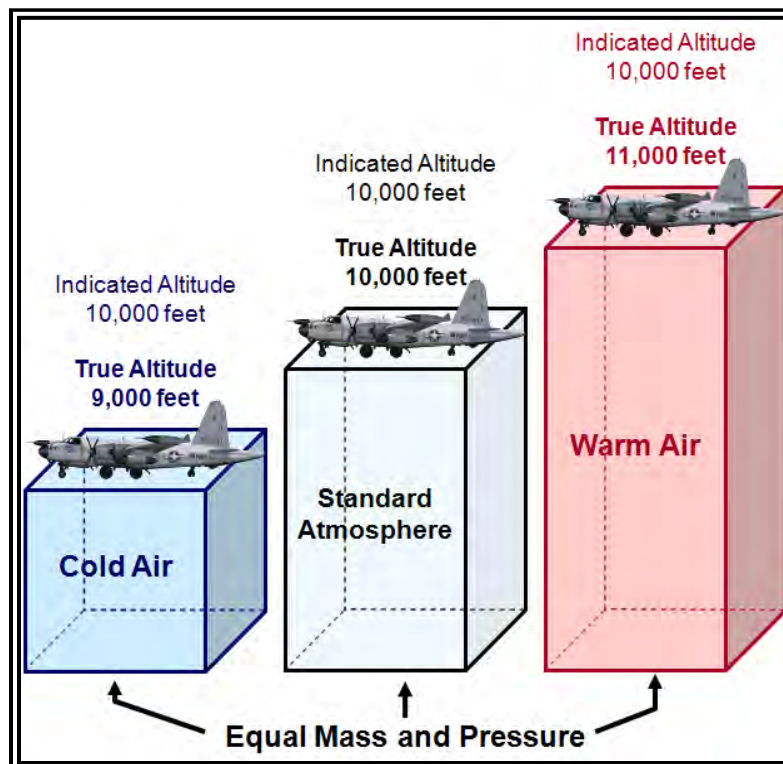 Indicated Altitude
10,000 feet
True Altitude
9,000 feet
Cold Air
Indicated Altitude
10,000 feet
True Altitude
10,000 feet
Standard
Atmosphere
Indicated Altitude
10,000 feet
True Altitude
11,000 feet
Warm Air
Equal Mass and Pressure